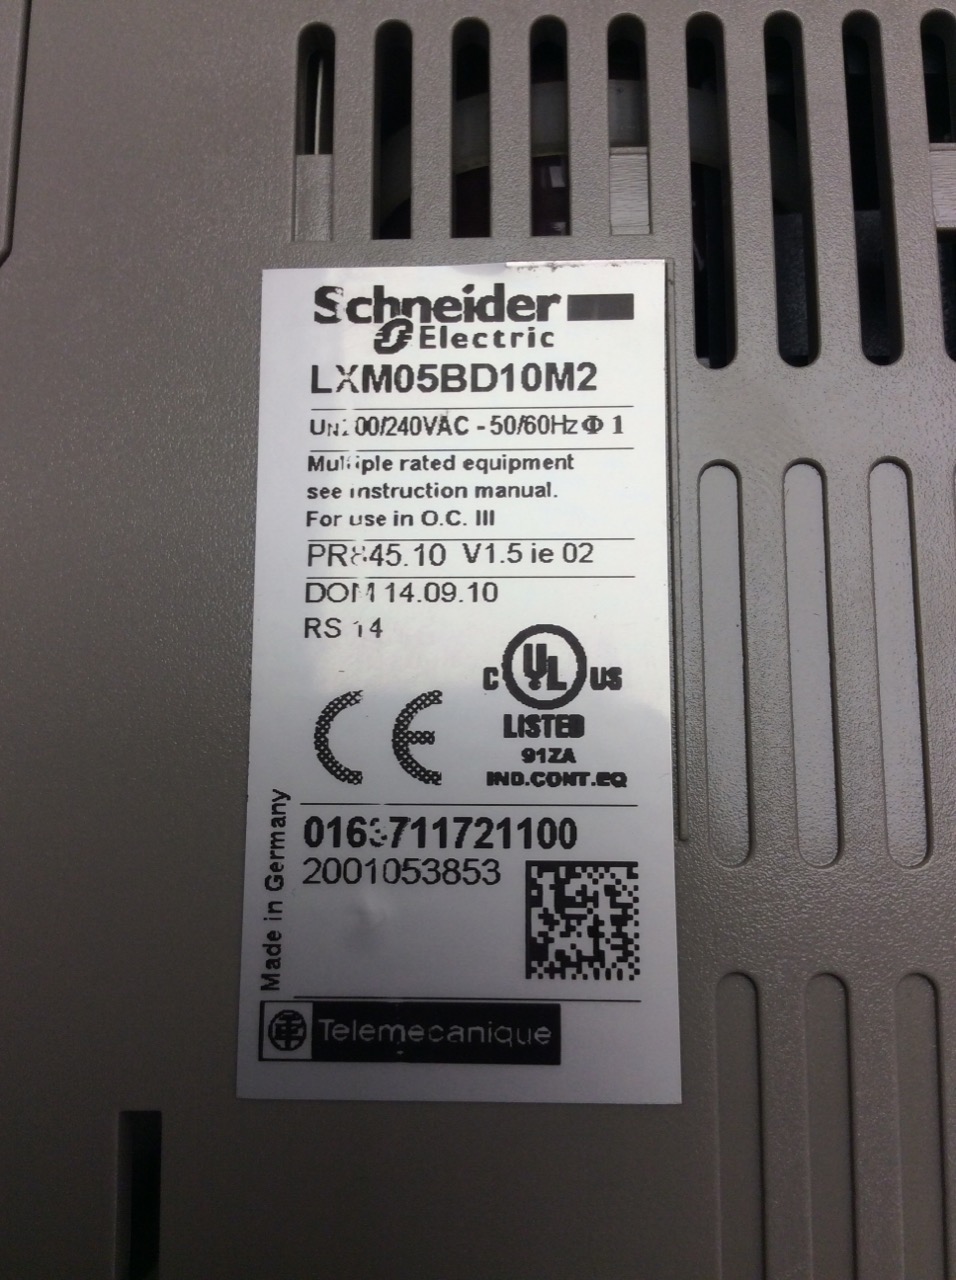 Schneider
Electric
LXM05BD10M2
UN200/240VAC - 50/60Hz Φ 1
Multiple rated equipment
see instruction manual.
For use in O.C. III
PR845.10 V1.5 ie 02
DOM 14.09.10
RS 14
C UL US
LISTED
91ZA
IND.CONT.EQ
CE
0163711721100
2001053853
Made in Germany
TE Telemecanique